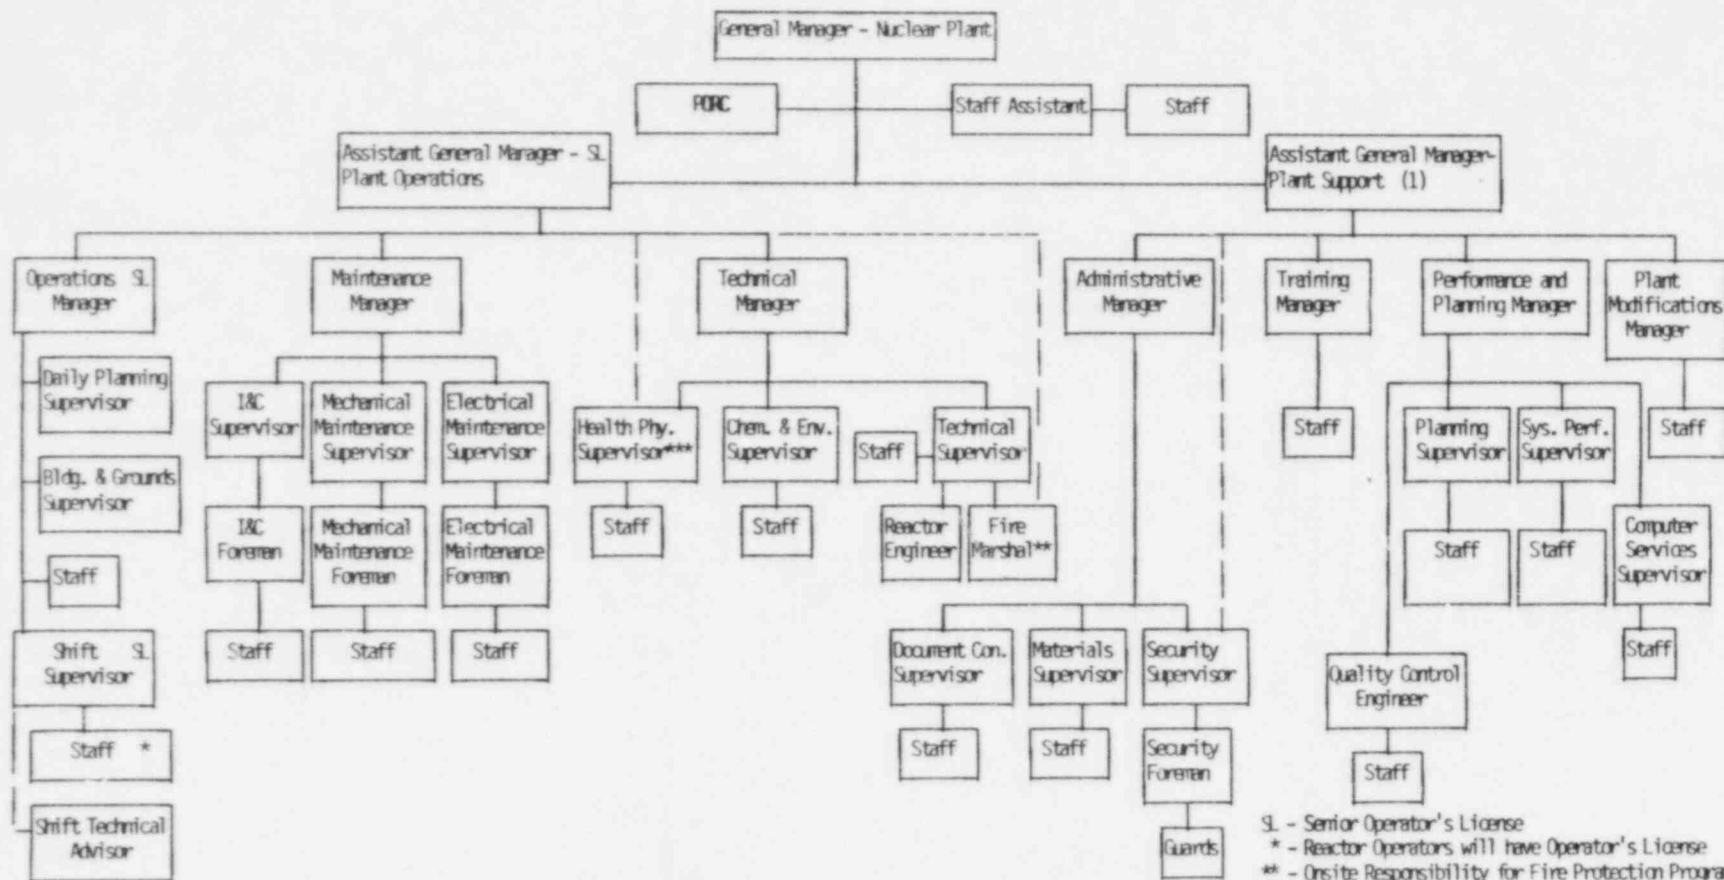 General Manager - Nuclear Plant
PORC
Staff Assistant
Staff
Assistant General Manager - SL
Plant Operations
Assistant General Manager-
Plant Support (1)
Operations SL
Manager
Maintenance
Manager
Technical
Manager
Administrative
Manager
Training
Manager
Performance and
Planning Manager
Plant
Modifications
Manager
Daily Planning
Supervisor
Bldg. & Grounds
Supervisor
Staff
Shift SL
Supervisor
Staff *
Shift Technical
Advisor
I&C
Supervisor
Mechanical
Maintenance
Supervisor
Electrical
Maintenance
Supervisor
I&C
Foreman
Mechanical
Maintenance
Foreman
Electrical
Maintenance
Foreman
Staff
Staff
Staff
Health Phy.
Supervisor***
Chem. & Env.
Supervisor
Staff
Technical
Supervisor
Staff
Staff
Reactor
Engineer
Fire
Marshal**
Document Con.
Supervisor
Materials
Supervisor
Security
Supervisor
Staff
Staff
Security
Foreman
Guards
Staff
Planning
Supervisor
Sys. Perf.
Supervisor
Staff
Staff
Staff
Computer
Services
Supervisor
Staff
Quality Control
Engineer
Staff
SL - Senior Operator's License
* - Reactor Operators will have Operator's License
** - Onsite Responsibility for Fire Protection Progra